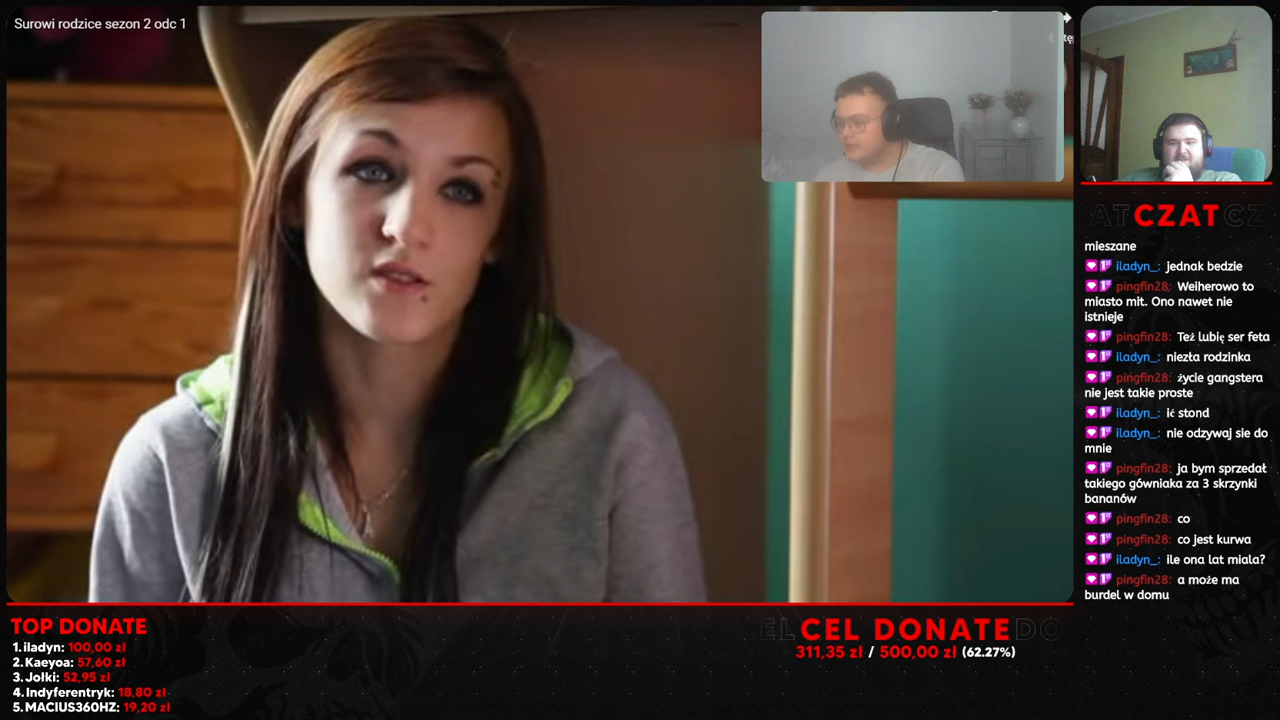 Surowi rodzice sezon 2 odc 1
CZAT
mieszane
iladyn_: jednak bedzie
pingfin28: Weiherowo to
miasto mit. Ono nawet nie
istnieje
pingfin28: Też lubię ser feta
iladyn_: niezła rodzinka
pingfin28: życie gangstera
nie jest takie proste
iladyn_: ić stond
iladyn_: nie odzywaj sie do
mnie
pingfin28: ja bym sprzedał
takiego gówniaka za 3 skrzynki
bananów
pingfin28: co
pingfin28: co jest kurwa
iladyn_: ile ona lat miala?
pingfin28: a może ma
burdel w domu
TOP DONATE
1.iladyn: 100,00 zł
2.Kaeyoa: 57,60 zł
3.Jołki: 52,95 zł
4.Indyferentryk: 18,80 zł
5.MACIUS360HZ: 19,20 zł
CEL DONATE
311,35 zł / 500,00 zł (62.27%)